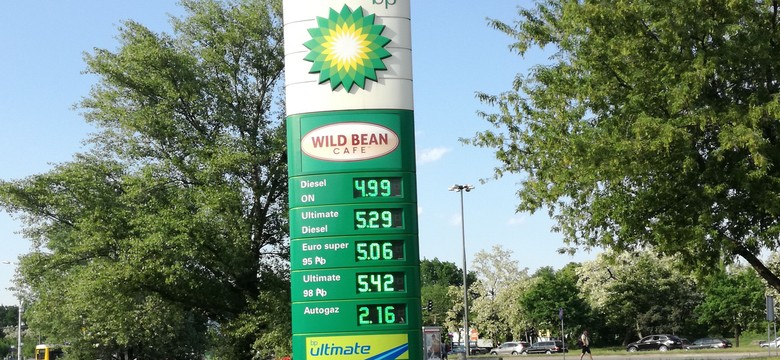 bp
WILD BEAN
CAFE
Diesel
ON
4.99
Ultimate
Diesel
5.29
Euro super
95 Pb
5.06
Ultimate
98 Pb
5.42
Autogaz
2.16
bp
ultimate